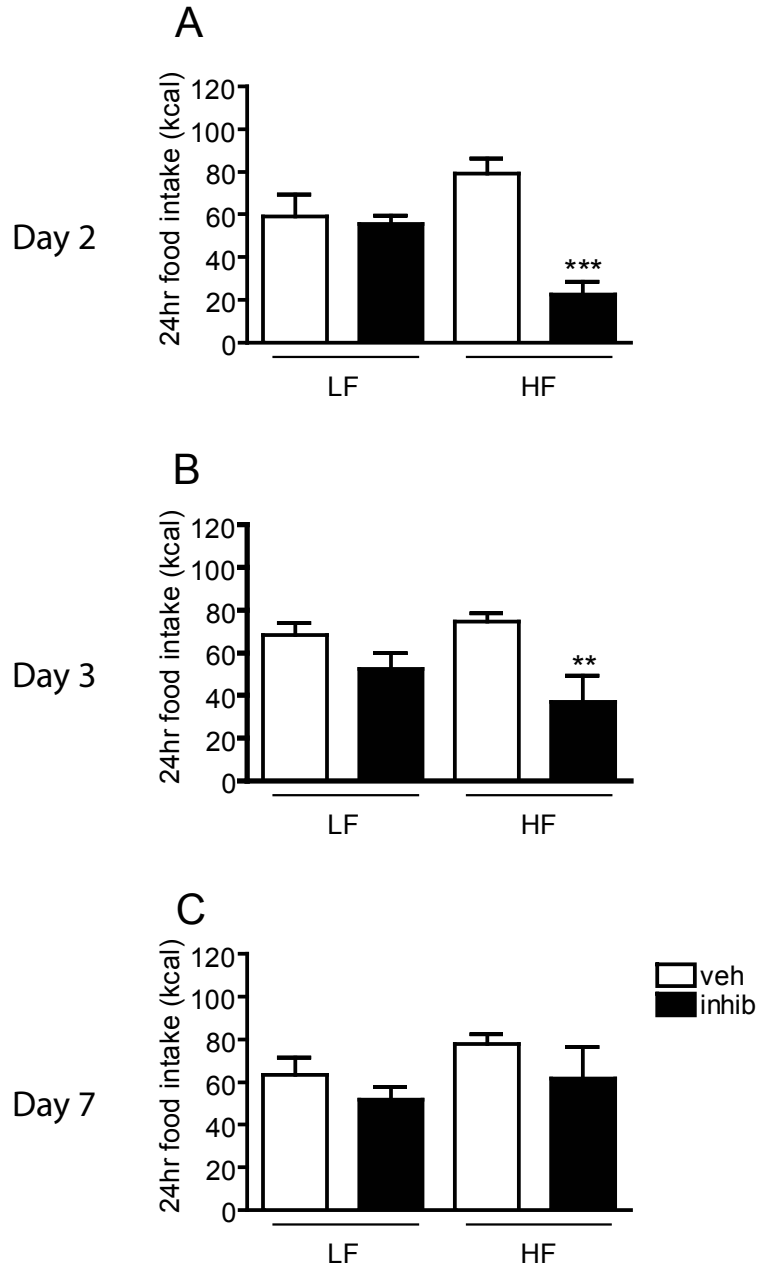 A
24hr food intake (kcal)
120
100
80
60
40
20
0
Day 2
***
LF
HF
B
24hr food intake (kcal)
120
100
80
60
40
20
0
Day 3
**
LF
HF
C
24hr food intake (kcal)
120
100
80
60
40
20
0
Day 7
veh
inhib
LF
HF